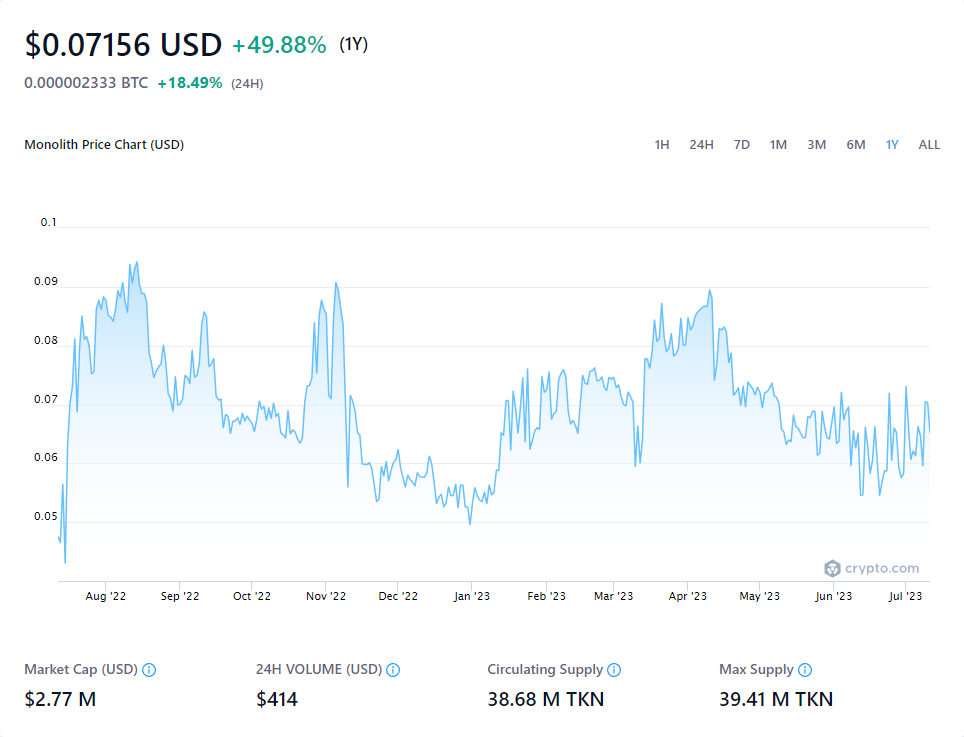 $0.07156 USD +49.88% (1Y)
0.000002333 BTC +18.49% (24H)
Monolith Price Chart (USD) 1H 24H 7D 1M 3M 6M 1Y ALL
0.1
0.09
0.08
0.07
0.06
0.05
crypto.com
Aug '22 Sep '22 Oct '22 Nov '22 Dec '22 Jan '23 Feb '23 Mar '23 Apr '23 May '23 Jun '23 Jul '23
Market Cap (USD) 24H VOLUME (USD) Circulating Supply Max Supply
$2.77 M $414 38.68 M TKN 39.41 M TKN